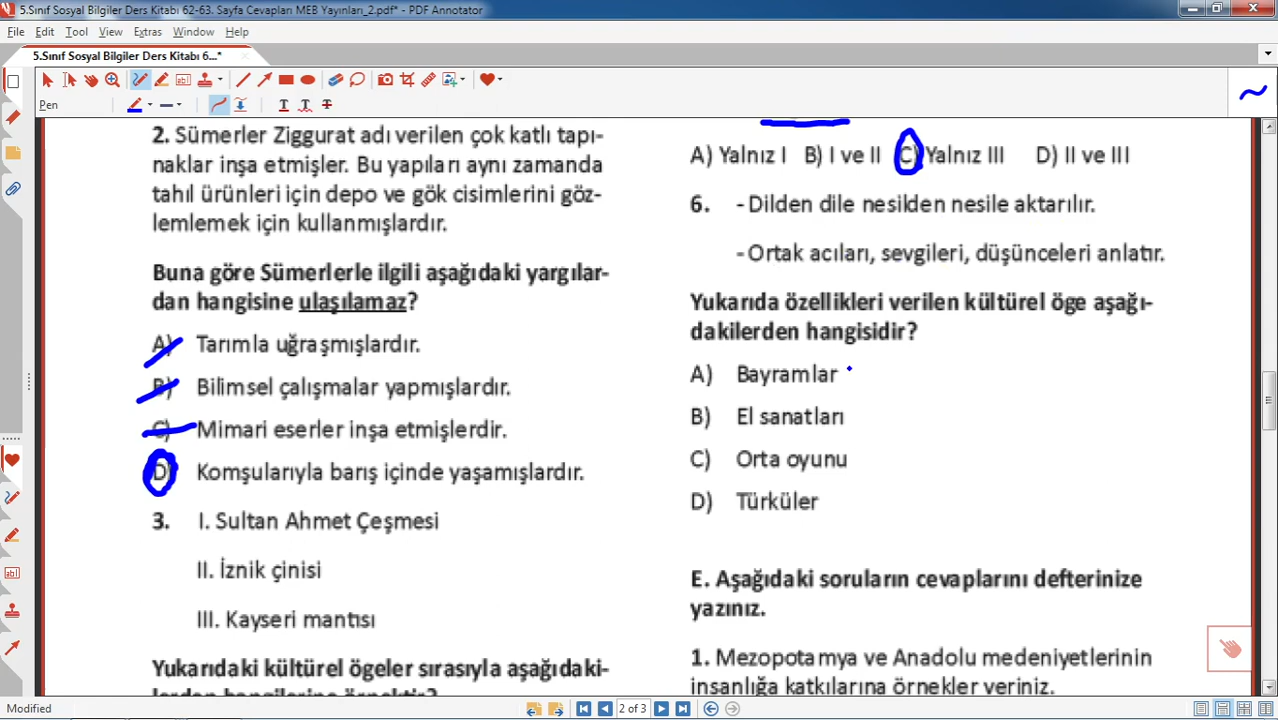 5.Sınıf Sosyal Bilgiler Ders Kitabı 62-63. Sayfa Cevapları MEB Yayınları_2.pdf* - PDF Annotator
File Edit Tool View Extras Window Help
5.Sınıf Sosyal Bilgiler Ders Kitabı 6...*
Pen
2. Sümerler Ziggurat adı verilen çok katlı tapı-
naklar inşa etmişler. Bu yapıları aynı zamanda
tahıl ürünleri için depo ve gök cisimlerini göz-
lemlemek için kullanmışlardır.
Buna göre Sümerlerle ilgili aşağıdaki yargılar-
dan hangisine ulaşılamaz?
A) Tarımla uğraşmışlardır.
B) Bilimsel çalışmalar yapmışlardır.
C) Mimari eserler inşa etmişlerdir.
D) Komşularıyla barış içinde yaşamışlardır.
3. I. Sultan Ahmet Çeşmesi
II. İznik çinisi
III. Kayseri mantısı
Yukarıdaki kültürel ögeler sırasıyla aşağıdaki-
lerden hangilerine örnektir?
A) Yalnız I B) I ve II C) Yalnız III D) II ve III
6. - Dilden dile nesilden nesile aktarılır.
- Ortak acıları, sevgileri, düşünceleri anlatır.
Yukarıda özellikleri verilen kültürel öge aşağı-
dakilerden hangisidir?
A) Bayramlar
B) El sanatları
C) Orta oyunu
D) Türküler
E. Aşağıdaki soruların cevaplarını defterinize
yazınız.
1. Mezopotamya ve Anadolu medeniyetlerinin
insanlığa katkılarına örnekler veriniz.
Modified
2 of 3